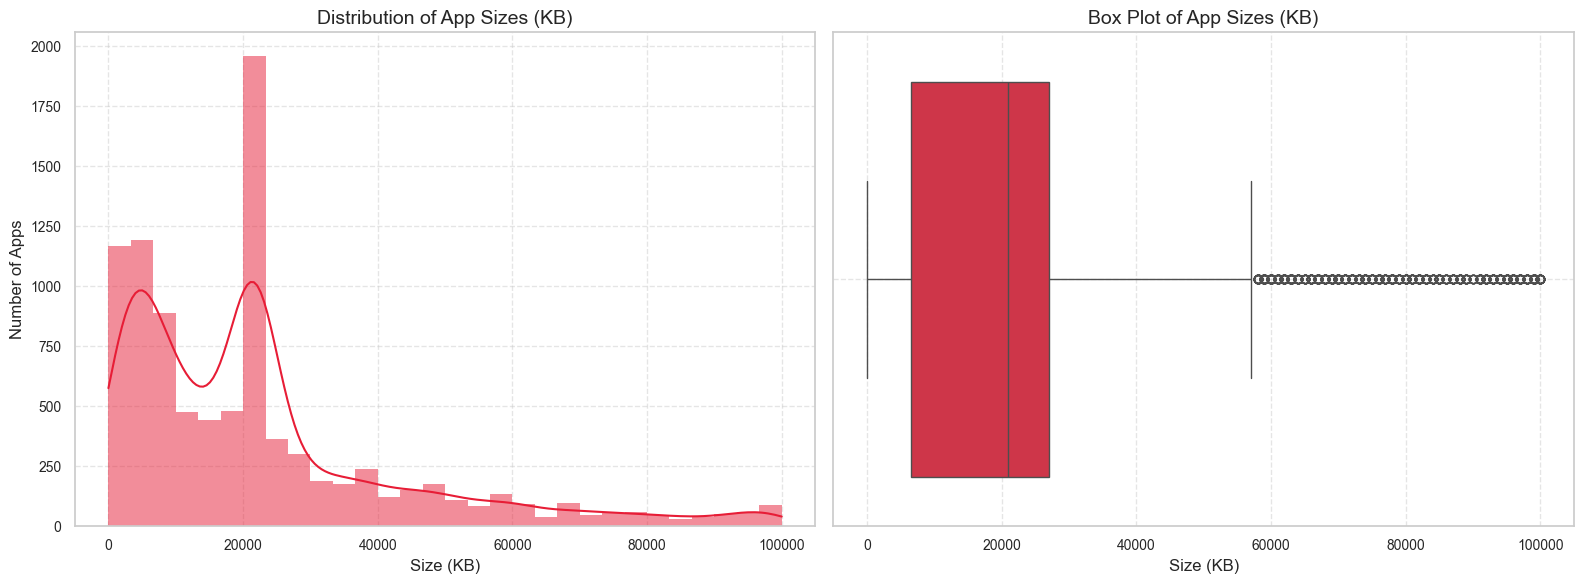 Distribution of App Sizes (KB)
Number of Apps
2000
1750
1500
1250
1000
750
500
250
0
0 20000 40000 60000 80000 100000
Size (KB)
Box Plot of App Sizes (KB)
0 20000 40000 60000 80000 100000
Size (KB)